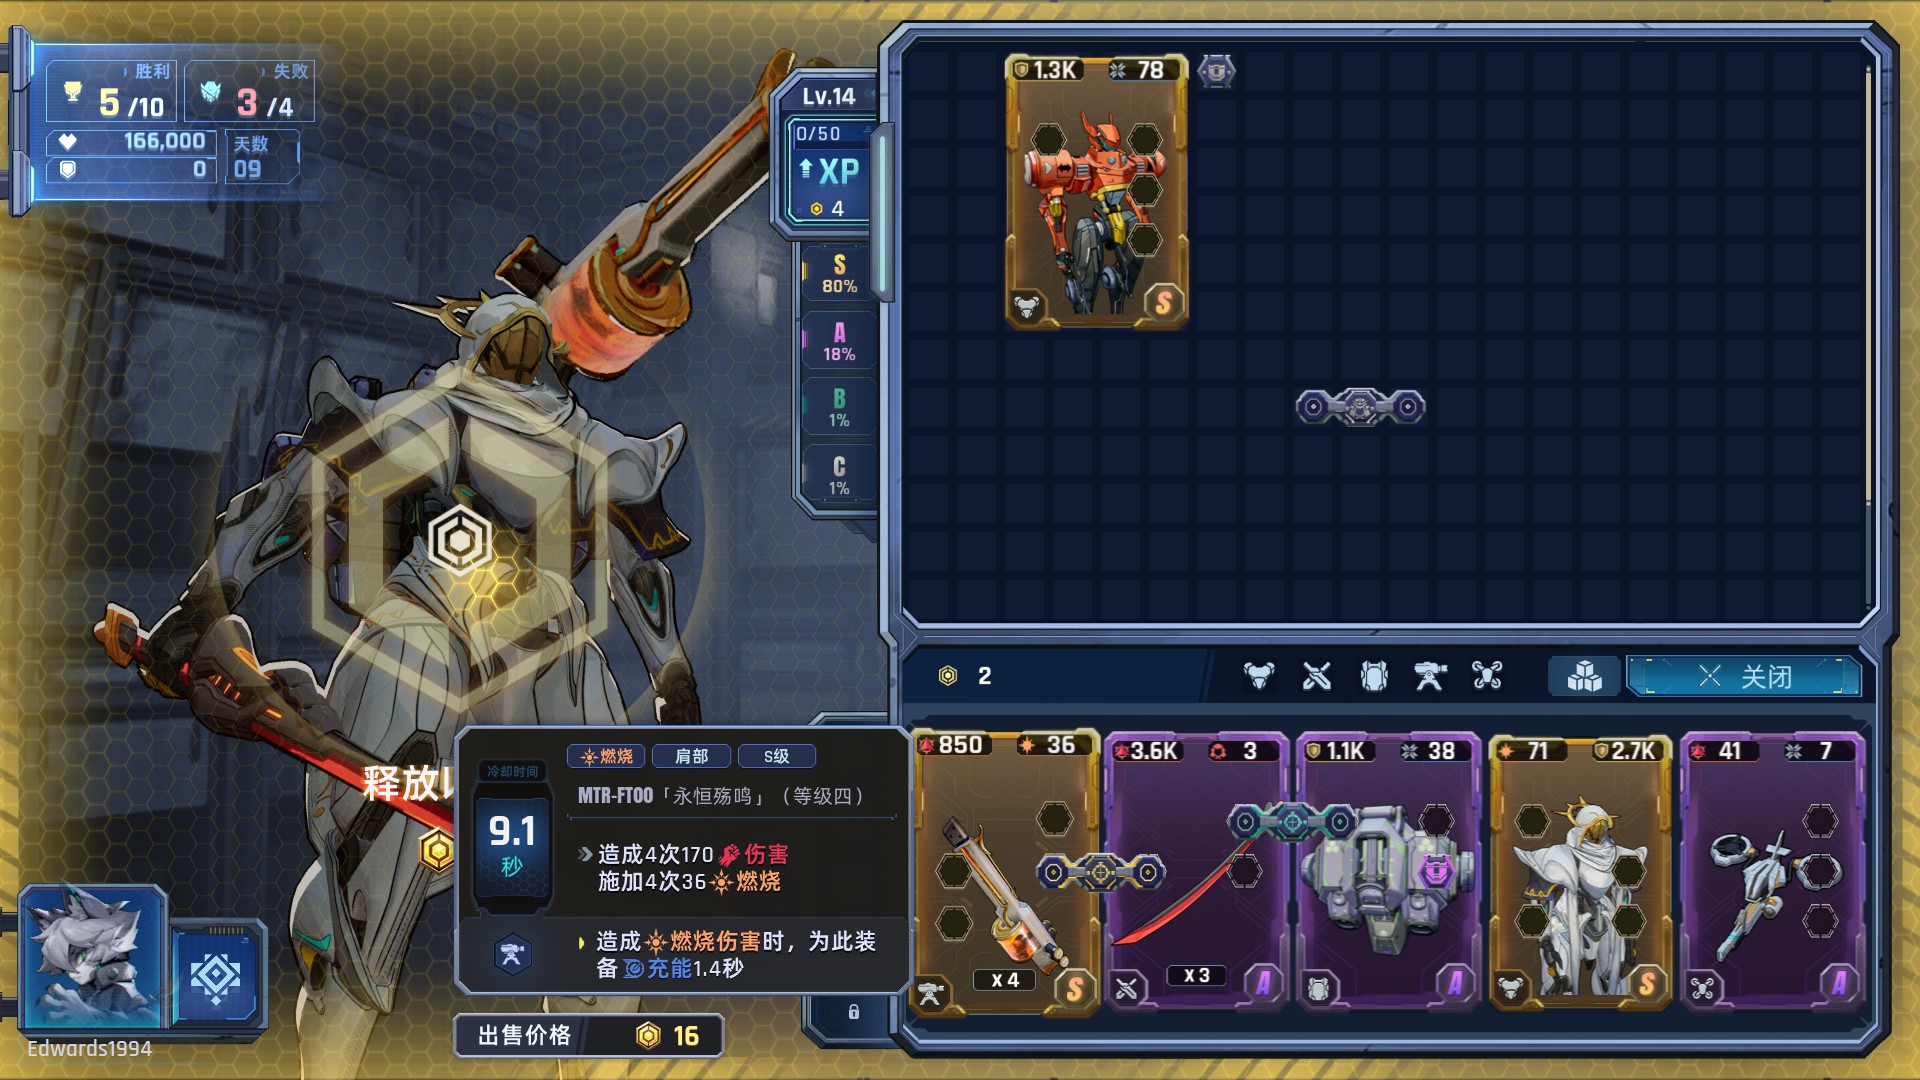 胜利
5 /10
失败
3 /4
166,000
0
天数
09
Lv.14
0/50
XP
4
S
80%
A
18%
B
1%
C
1%
1.3K
78
S
2
关闭
850
36
x 4
S
3.6K
3
x 3
A
1.1K
38
A
71
2.7K
S
41
7
A
释放
冷却时间
9.1
秒
燃烧
肩部
S级
MTR-FT00「永恒殇鸣」（等级四）
造成4次170 伤害
施加4次36 燃烧
造成 燃烧伤害时，为此装
备 充能1.4秒
出售价格
16
Edwards1994